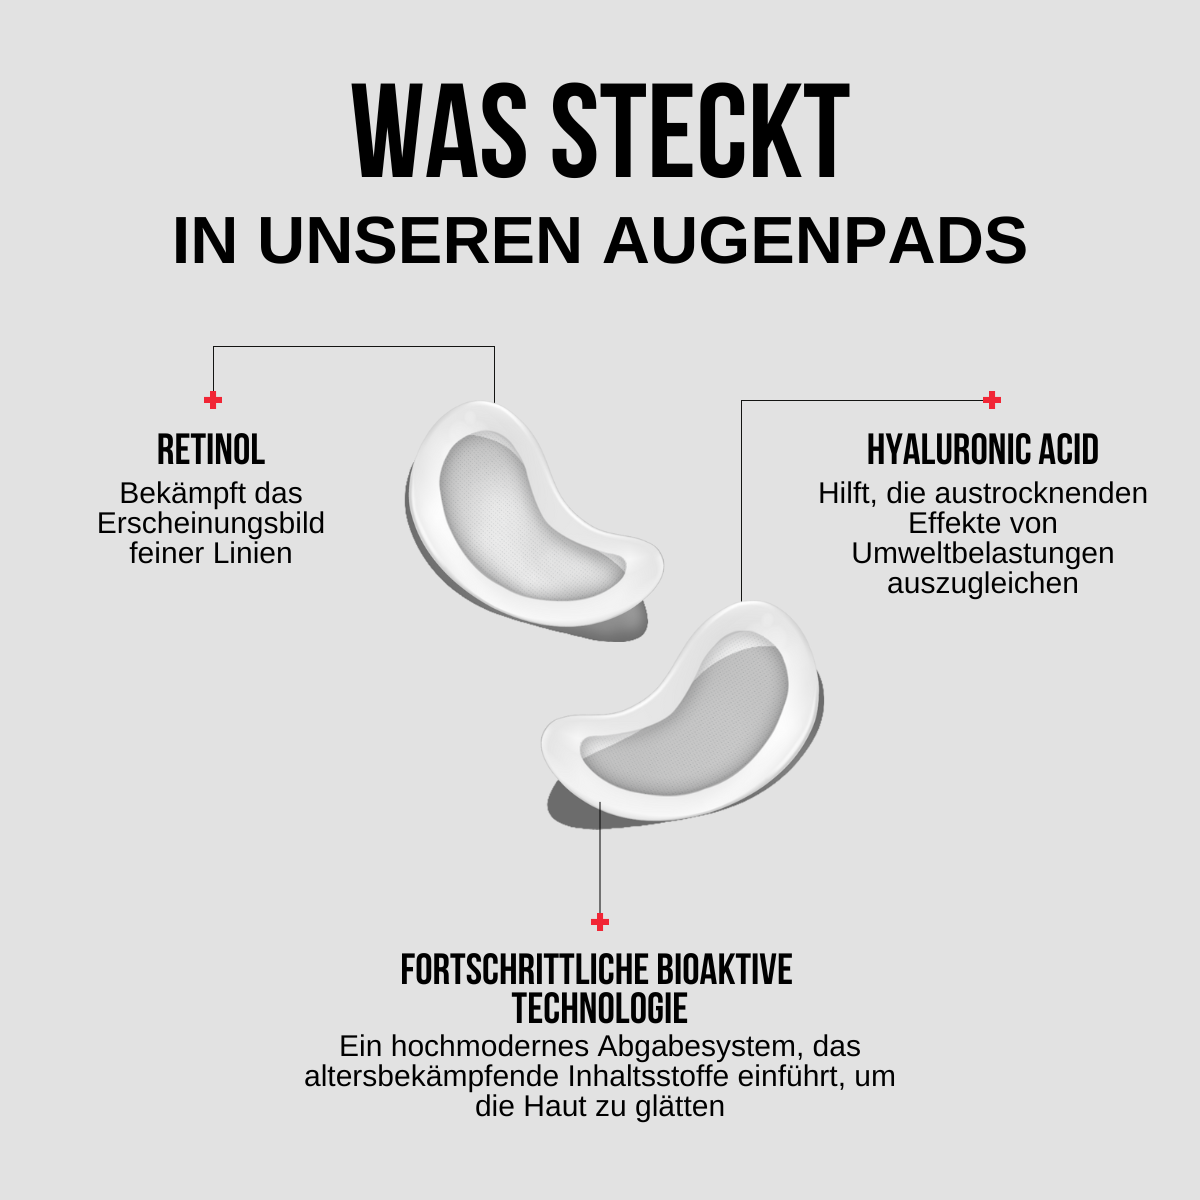 WAS STECKT
IN UNSEREN AUGENPADS
RETINOL
Bekämpft das
Erscheinungsbild
feiner Linien
HYALURONIC ACID
Hilft, die austrocknenden
Effekte von
Umweltbelastungen
auszugleichen
FORTSCHRITTLICHE BIOAKTIVE
TECHNOLOGIE
Ein hochmodernes Abgabesystem, das
altersbekämpfende Inhaltsstoffe einführt, um
die Haut zu glätten